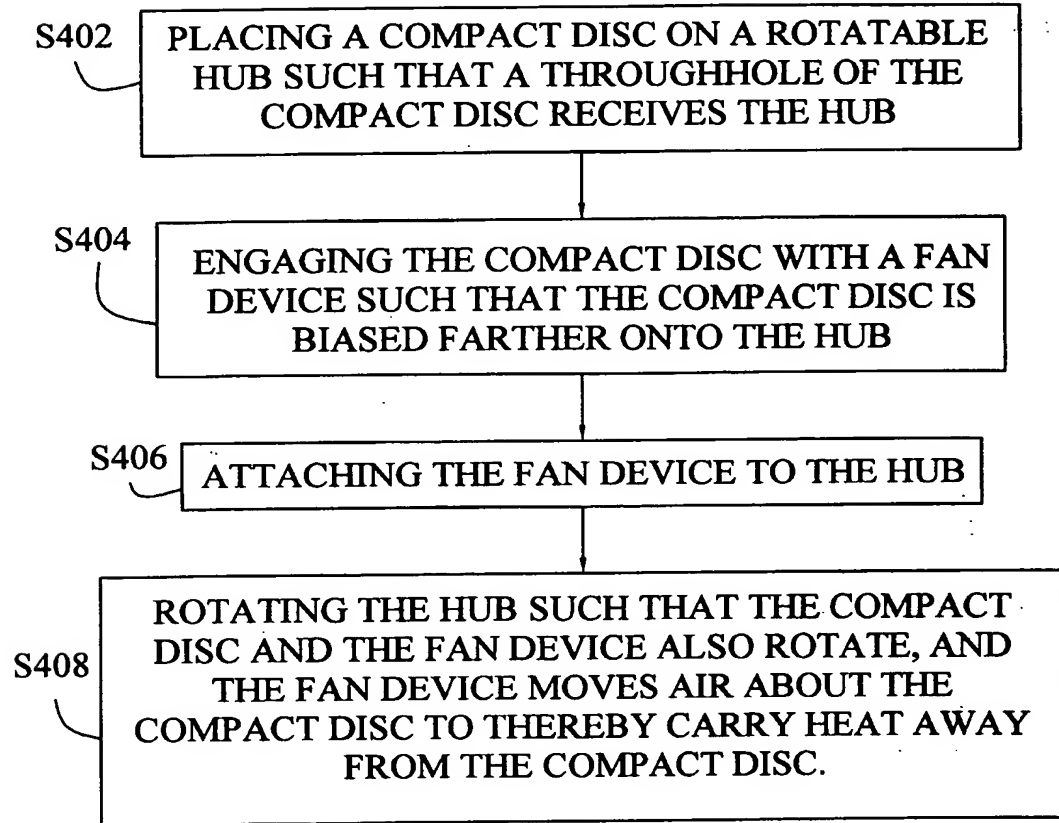 S402
PLACING A COMPACT DISC ON A ROTATABLE
HUB SUCH THAT A THROUGHHOLE OF THE
COMPACT DISC RECEIVES THE HUB
S404
ENGAGING THE COMPACT DISC WITH A FAN
DEVICE SUCH THAT THE COMPACT DISC IS
BIASED FARTHER ONTO THE HUB
S406
ATTACHING THE FAN DEVICE TO THE HUB
S408
ROTATING THE HUB SUCH THAT THE COMPACT
DISC AND THE FAN DEVICE ALSO ROTATE, AND
THE FAN DEVICE MOVES AIR ABOUT THE
COMPACT DISC TO THEREBY CARRY HEAT AWAY
FROM THE COMPACT DISC.